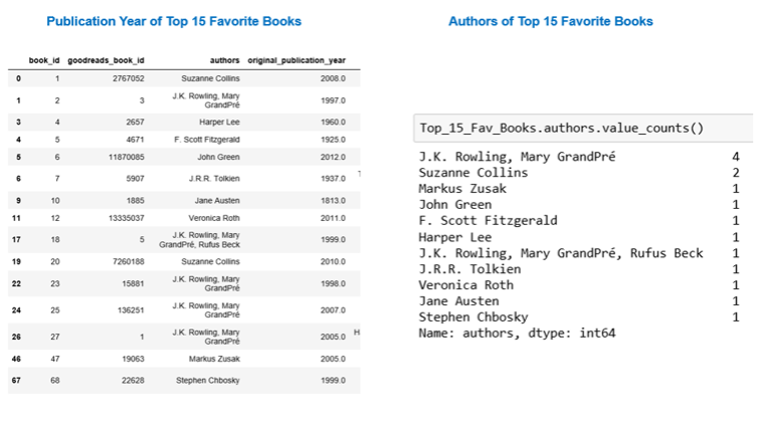 Publication Year of Top 15 Favorite Books
book_id goodreads_book_id authors original_publication_year
0 1 2767052 Suzanne Collins 2008.0
1 2 3 J.K. Rowling, Mary
GrandPré 1997.0
3 4 2657 Harper Lee 1960.0
4 5 4671 F. Scott Fitzgerald 1925.0
5 6 11870085 John Green 2012.0
6 7 5907 J.R.R. Tolkien 1937.0
9 10 1885 Jane Austen 1813.0
11 12 13335037 Veronica Roth 2011.0
17 18 5 J.K. Rowling, Mary
GrandPré, Rufus Beck 1999.0
19 20 7260188 Suzanne Collins 2010.0
22 23 15881 J.K. Rowling, Mary
GrandPré 1998.0
24 25 136251 J.K. Rowling, Mary
GrandPré 2007.0
26 27 1 J.K. Rowling, Mary
GrandPré 2005.0 H
46 47 19063 Markus Zusak 2005.0
67 68 22628 Stephen Chbosky 1999.0
Authors of Top 15 Favorite Books
Top_15_Fav_Books.authors.value_counts()
J.K. Rowling, Mary GrandPré 4
Suzanne Collins 2
Markus Zusak 1
John Green 1
F. Scott Fitzgerald 1
Harper Lee 1
J.K. Rowling, Mary GrandPré, Rufus Beck 1
J.R.R. Tolkien 1
Veronica Roth 1
Jane Austen 1
Stephen Chbosky 1
Name: authors, dtype: int64